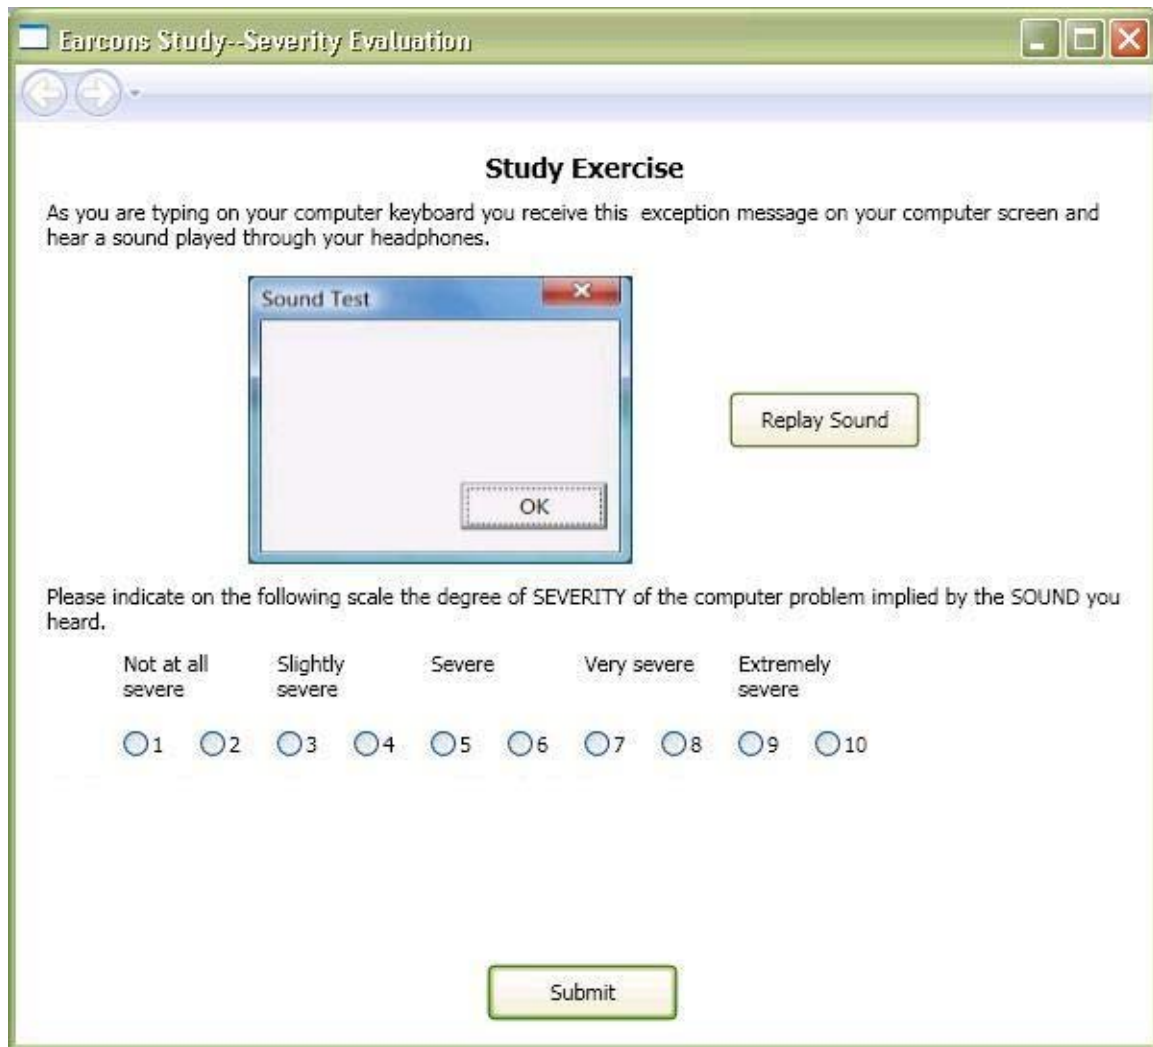 Earcons Study--Severity Evaluation
Study Exercise
As you are typing on your computer keyboard you receive this exception message on your computer screen and
hear a sound played through your headphones.
Sound Test
OK
Replay Sound
Please indicate on the following scale the degree of SEVERITY of the computer problem implied by the SOUND you
heard.
Not at all severe
Slightly severe
Severe
Very severe
Extremely severe
1 2 3 4 5 6 7 8 9 10
Submit